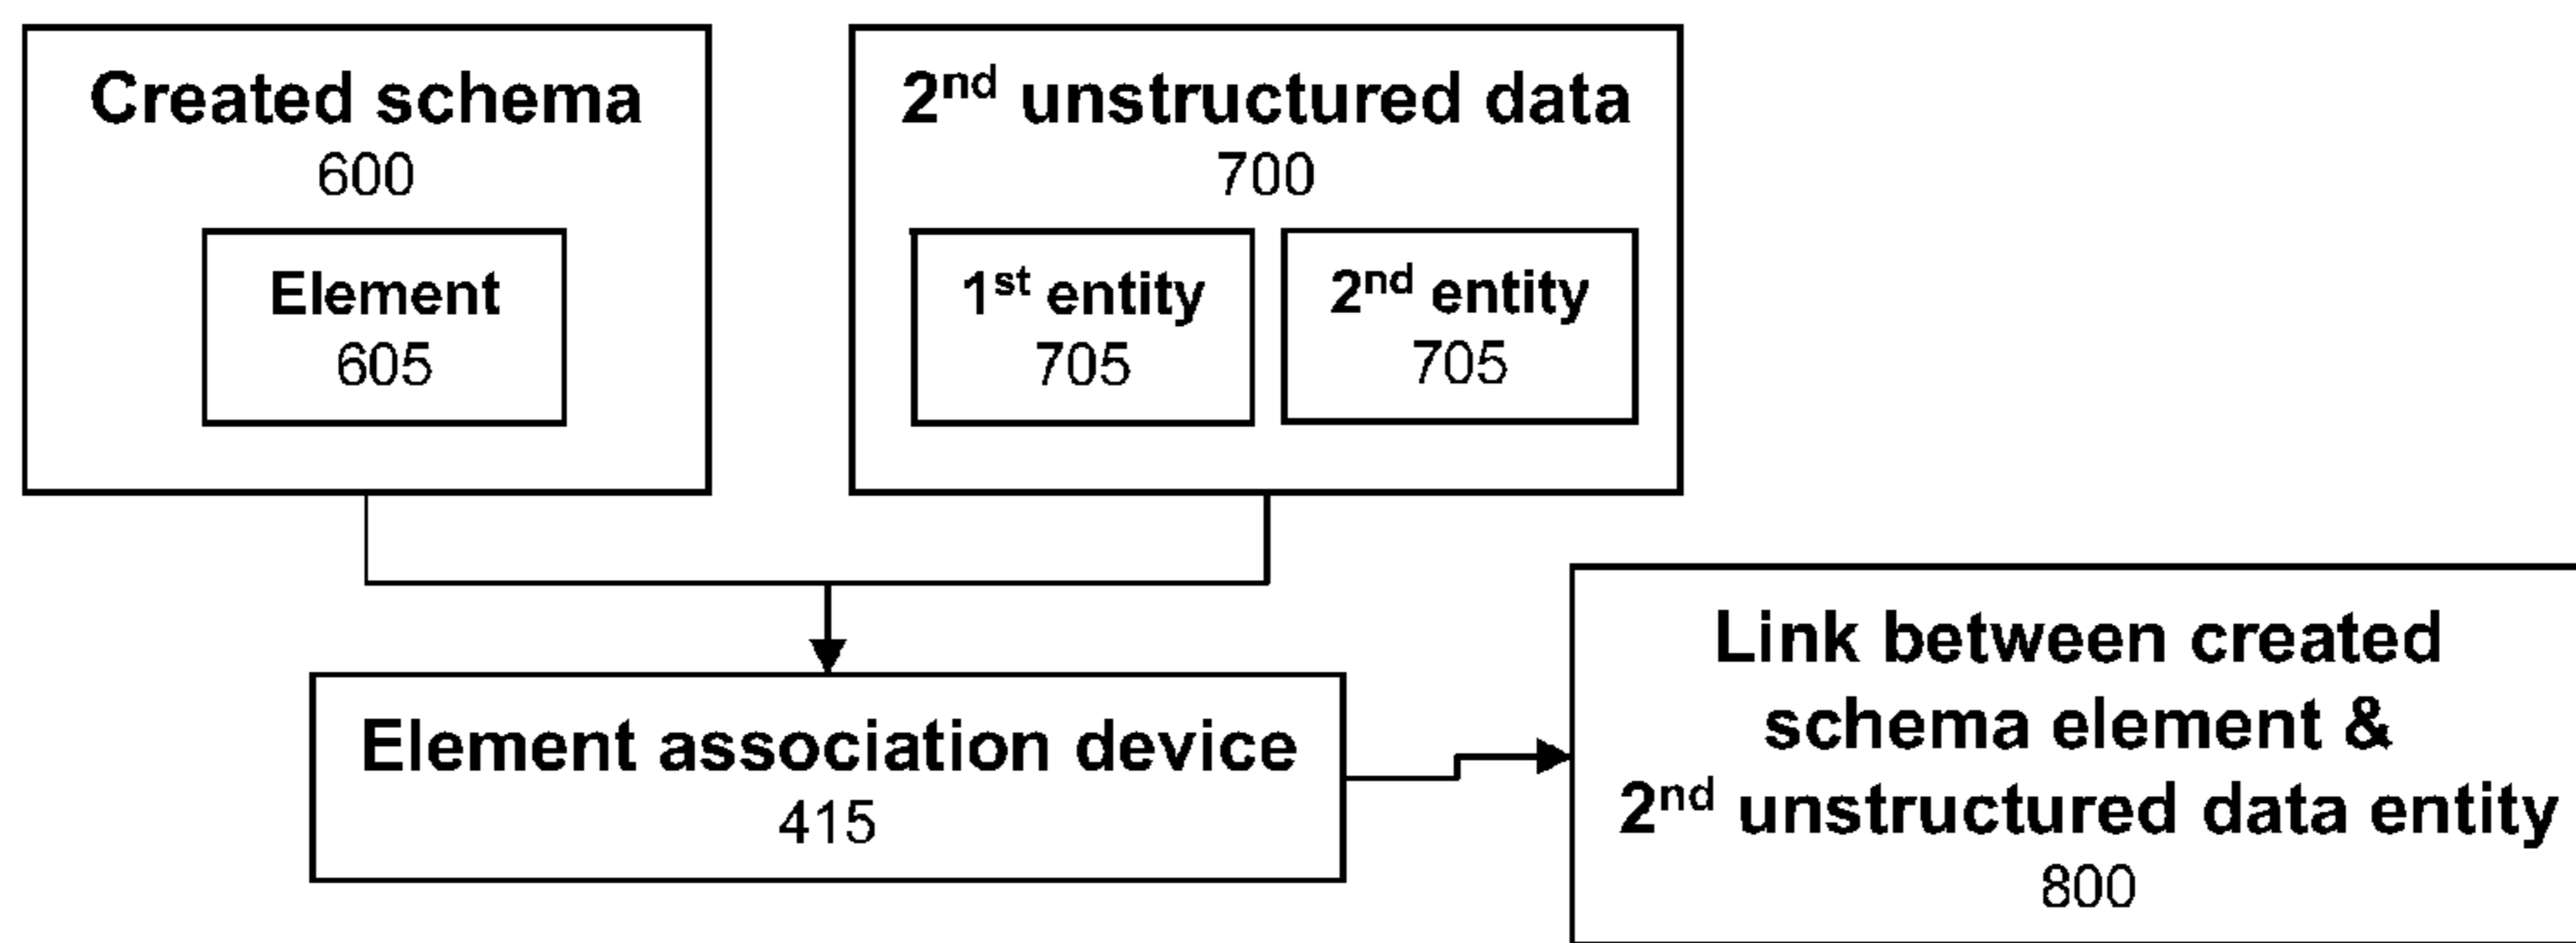 Created schema
600
Element
605
2nd unstructured data
700
1st entity
705
2nd entity
705
Element association device
415
Link between created
schema element &
2nd unstructured data entity
800